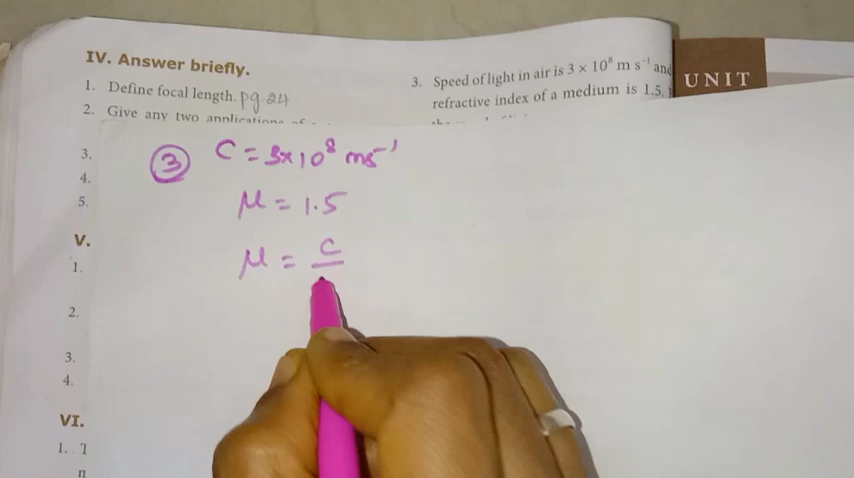 IV. Answer briefly.
1. Define focal length. pg.24
2. Give any two applications of
3.
4.
5.
V.
1.
2.
3.
4.
VI.
1.
3. Speed of light in air is 3 × 10⁸ m s⁻¹ and
refractive index of a medium is 1.5.
UNIT
③ C = 3×10⁸ ms⁻¹
μ = 1.5
μ = C